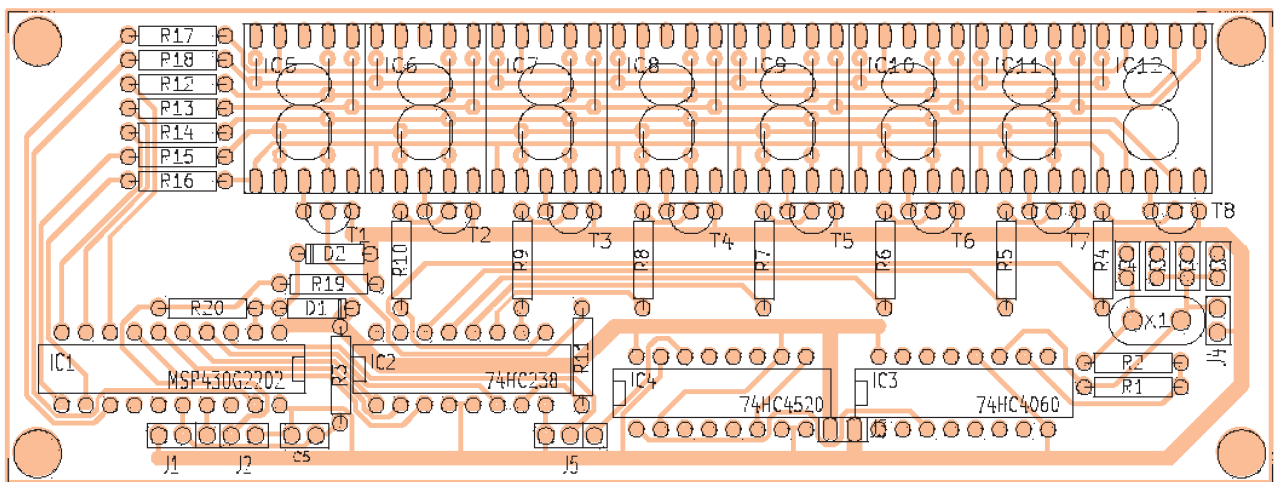 R17
R18
R12
R13
R14
R15
R16
IC5 IC6 IC7 IC8 IC9 IC10 IC11 IC12
T1 T2 T3 T4 T5 T6 T7 T8
D2
R19
R20 D1
R10 R9 R8 R7 R6 R5 R4
X1
J4
R2
R1
IC1
MSP430G2202
R3
IC2
74HC238
R11
IC4
74HC4520
IC3
74HC4060
J1 J2 C5 J5